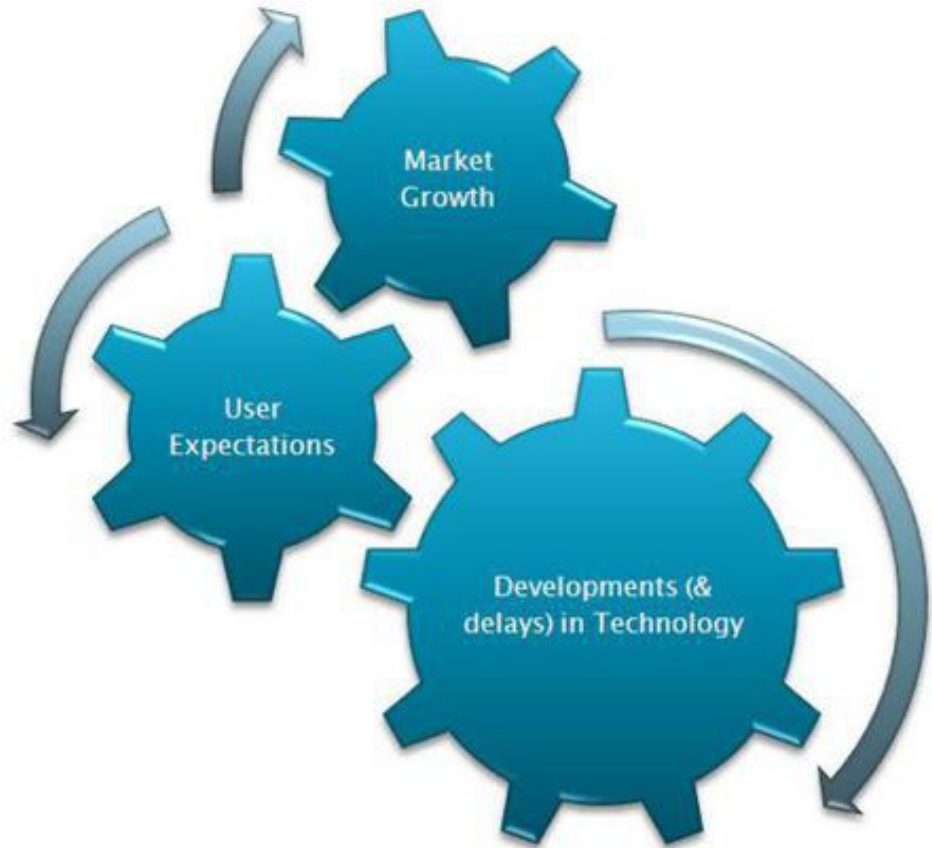 Market
Growth
User
Expectations
Developments (&
delays) in Technology